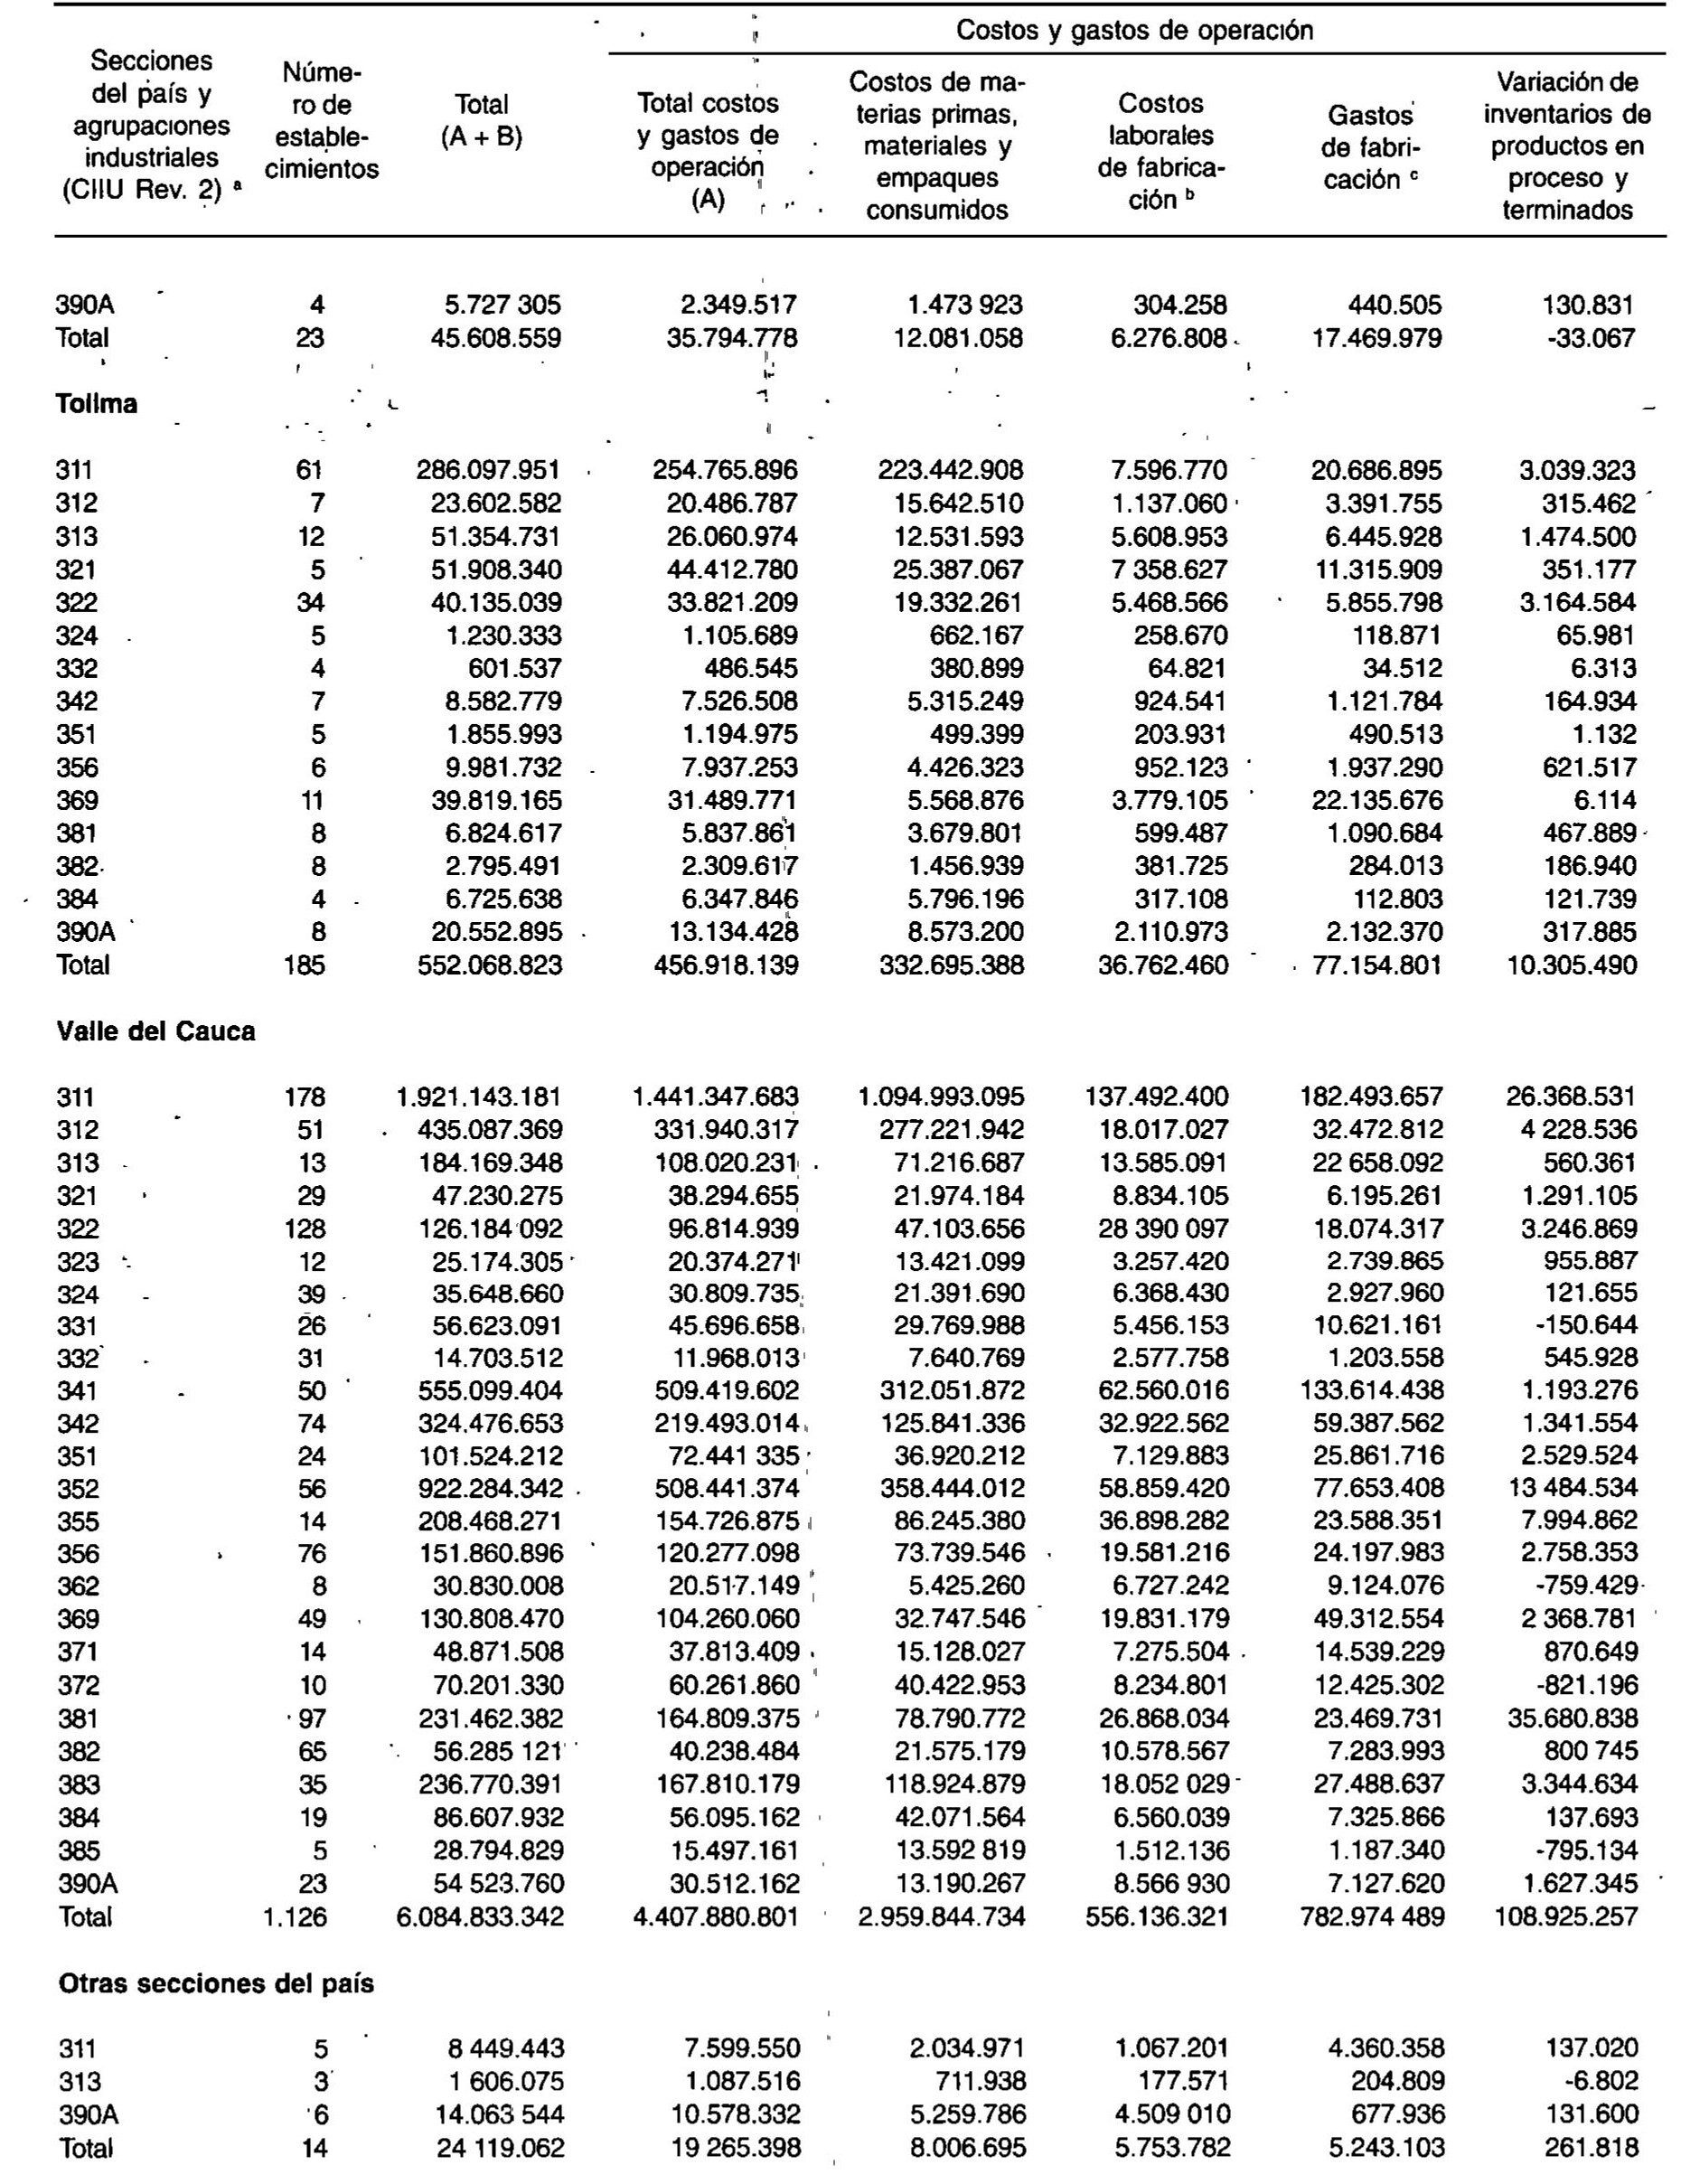 Costos y gastos de operación
Secciones del país y agrupaciones industriales (CIIU Rev. 2) a | Núme- ro de estable- cimientos | Total (A + B) | Total costos y gastos de operación (A) | Costos de ma- terias primas, materiales y empaques consumidos | Costos laborales de fabrica- ción b | Gastos de fabri- cación c | Variación de inventarios de productos en proceso y terminados
390A 4 5.727 305 2.349.517 1.473 923 304.258 440.505 130.831
Total 23 45.608.559 35.794.778 12.081.058 6.276.808 17.469.979 -33.067
Tolima
311 61 286.097.951 254.765.896 223.442.908 7.596.770 20.686.895 3.039.323
312 7 23.602.582 20.486.787 15.642.510 1.137.060 3.391.755 315.462
313 12 51.354.731 26.060.974 12.531.593 5.608.953 6.445.928 1.474.500
321 5 51.908.340 44.412.780 25.387.067 7 358.627 11.315.909 351.177
322 34 40.135.039 33.821.209 19.332.261 5.468.566 5.855.798 3.164.584
324 5 1.230.333 1.105.689 662.167 258.670 118.871 65.981
332 4 601.537 486.545 380.899 64.821 34.512 6.313
342 7 8.582.779 7.526.508 5.315.249 924.541 1.121.784 164.934
351 5 1.855.993 1.194.975 499.399 203.931 490.513 1.132
356 6 9.981.732 7.937.253 4.426.323 952.123 1.937.290 621.517
369 11 39.819.165 31.489.771 5.568.876 3.779.105 22.135.676 6.114
381 8 6.824.617 5.837.861 3.679.801 599.487 1.090.684 467.889
382 8 2.795.491 2.309.617 1.456.939 381.725 284.013 186.940
384 4 6.725.638 6.347.846 5.796.196 317.108 112.803 121.739
390A 8 20.552.895 13.134.428 8.573.200 2.110.973 2.132.370 317.885
Total 185 552.068.823 456.918.139 332.695.388 36.762.460 77.154.801 10.305.490
Valle del Cauca
311 178 1.921.143.181 1.441.347.683 1.094.993.095 137.492.400 182.493.657 26.368.531
312 51 435.087.369 331.940.317 277.221.942 18.017.027 32.472.812 4 228.536
313 13 184.169.348 108.020.231 71.216.687 13.585.091 22 658.092 560.361
321 29 47.230.275 38.294.655 21.974.184 8.834.105 6.195.261 1.291.105
322 128 126.184 092 96.814.939 47.103.656 28 390 097 18.074.317 3.246.869
323 12 25.174.305 20.374.271 13.421.099 3.257.420 2.739.865 955.887
324 39 35.648.660 30.809.735 21.391.690 6.368.430 2.927.960 121.655
331 26 56.623.091 45.696.658 29.769.988 5.456.153 10.621.161 -150.644
332 31 14.703.512 11.968.013 7.640.769 2.577.758 1.203.558 545.928
341 50 555.099.404 509.419.602 312.051.872 62.560.016 133.614.438 1.193.276
342 74 324.476.653 219.493.014 125.841.336 32.922.562 59.387.562 1.341.554
351 24 101.524.212 72.441 335 36.920.212 7.129.883 25.861.716 2.529.524
352 56 922.284.342 508.441.374 358.444.012 58.859.420 77.653.408 13 484.534
355 14 208.468.271 154.726.875 86.245.380 36.898.282 23.588.351 7.994.862
356 76 151.860.896 120.277.098 73.739.546 19.581.216 24.197.983 2.758.353
362 8 30.830.008 20.517.149 5.425.260 6.727.242 9.124.076 -759.429
369 49 130.808.470 104.260.060 32.747.546 19.831.179 49.312.554 2 368.781
371 14 48.871.508 37.813.409 15.128.027 7.275.504 14.539.229 870.649
372 10 70.201.330 60.261.860 40.422.953 8.234.801 12.425.302 -821.196
381 97 231.462.382 164.809.375 78.790.772 26.868.034 23.469.731 35.680.838
382 65 56.285 121 40.238.484 21.575.179 10.578.567 7.283.993 800 745
383 35 236.770.391 167.810.179 118.924.879 18.052 029 27.488.637 3.344.634
384 19 86.607.932 56.095.162 42.071.564 6.560.039 7.325.866 137.693
385 5 28.794.829 15.497.161 13.592 819 1.512.136 1.187.340 -795.134
390A 23 54 523.760 30.512.162 13.190.267 8.566 930 7.127.620 1.627.345
Total 1.126 6.084.833.342 4.407.880.801 2.959.844.734 556.136.321 782.974 489 108.925.257
Otras secciones del país
311 5 8 449.443 7.599.550 2.034.971 1.067.201 4.360.358 137.020
313 3 1 606.075 1.087.516 711.938 177.571 204.809 -6.802
390A 6 14.063 544 10.578.332 5.259.786 4.509 010 677.936 131.600
Total 14 24 119.062 19 265.398 8.006.695 5.753.782 5.243.103 261.818